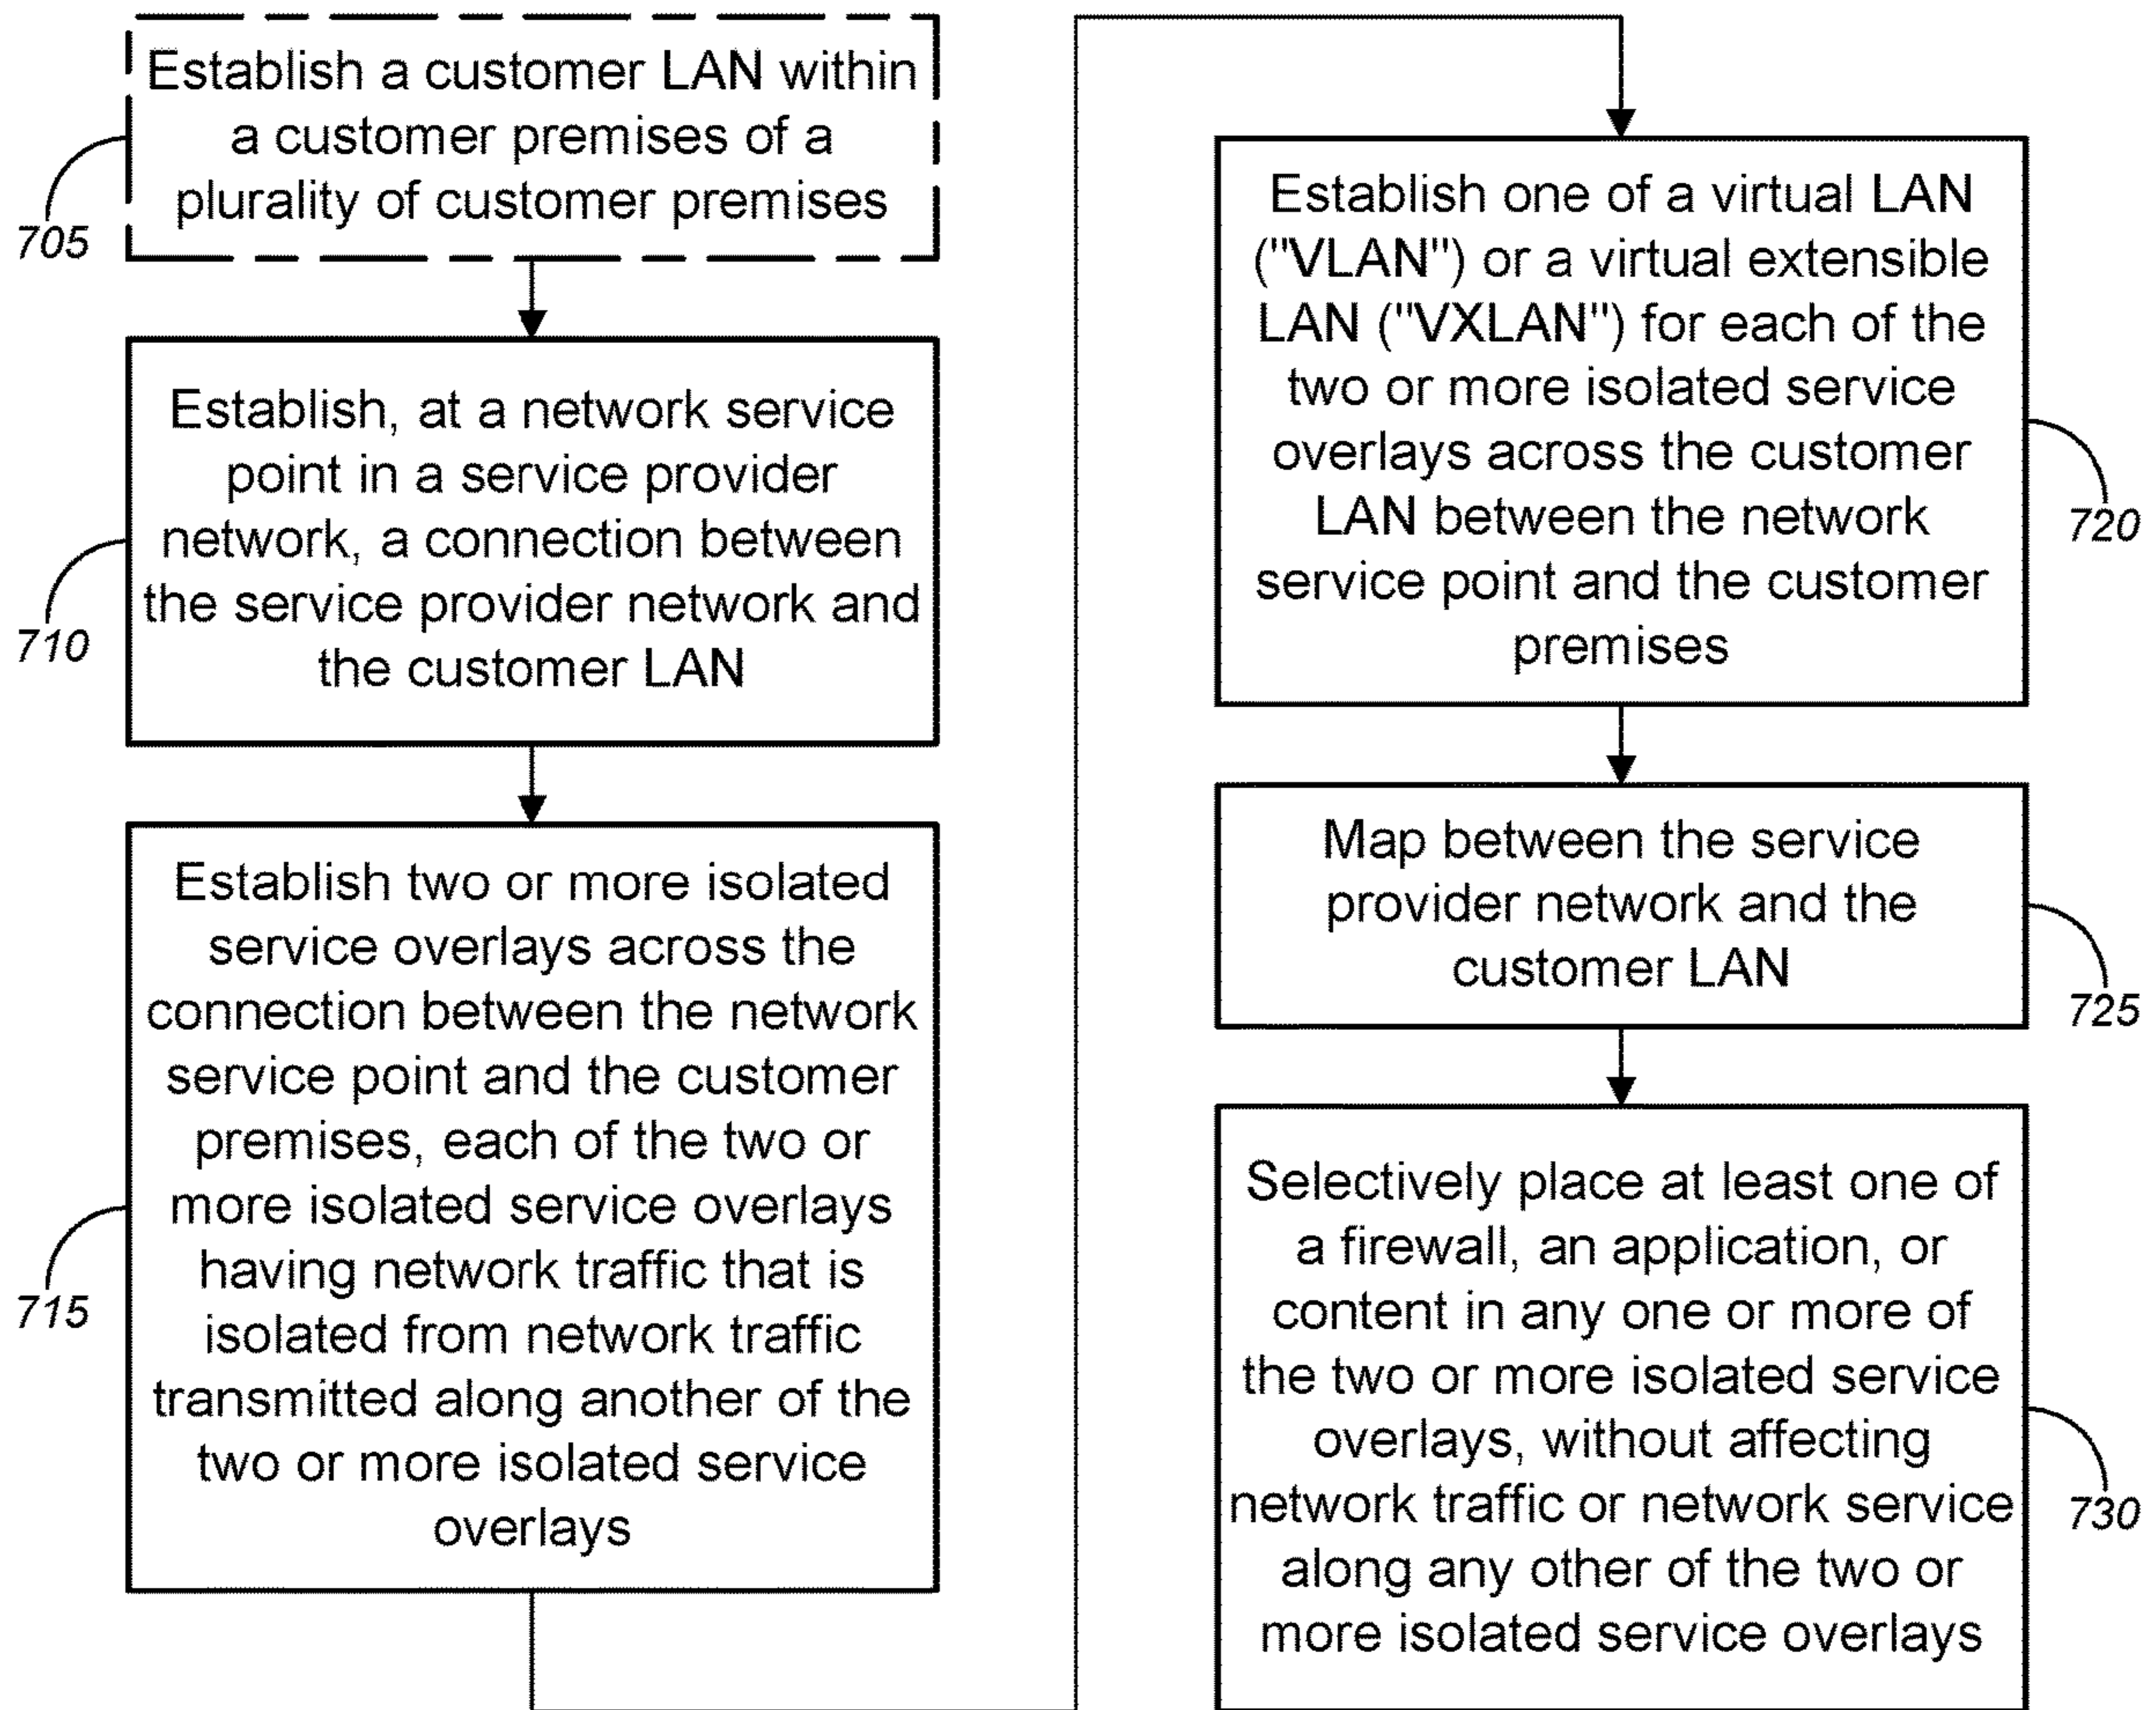 Establish a customer LAN within
a customer premises of a
plurality of customer premises
705
Establish, at a network service
point in a service provider
network, a connection between
the service provider network and
the customer LAN
710
Establish two or more isolated
service overlays across the
connection between the network
service point and the customer
premises, each of the two or
more isolated service overlays
having network traffic that is
isolated from network traffic
transmitted along another of the
two or more isolated service
overlays
715
Establish one of a virtual LAN
("VLAN") or a virtual extensible
LAN ("VXLAN") for each of the
two or more isolated service
overlays across the customer
LAN between the network
service point and the customer
premises
720
Map between the service
provider network and the
customer LAN
725
Selectively place at least one of
a firewall, an application, or
content in any one or more of
the two or more isolated service
overlays, without affecting
network traffic or network service
along any other of the two or
more isolated service overlays
730